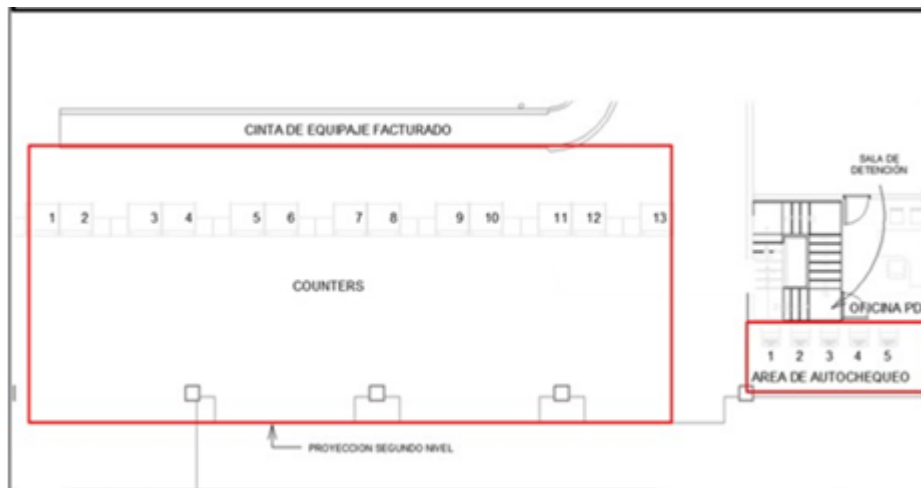 CINTA DE EQUIPAJE FACTURADO
SALA DE
DETENCIÓN
1 2 3 4 5 6 7 8 9 10 11 12 13
COUNTERS
OFICINA PD
1 2 3 4 5
AREA DE AUTOCHEQUEO
PROYECCION SEGUNDO NIVEL